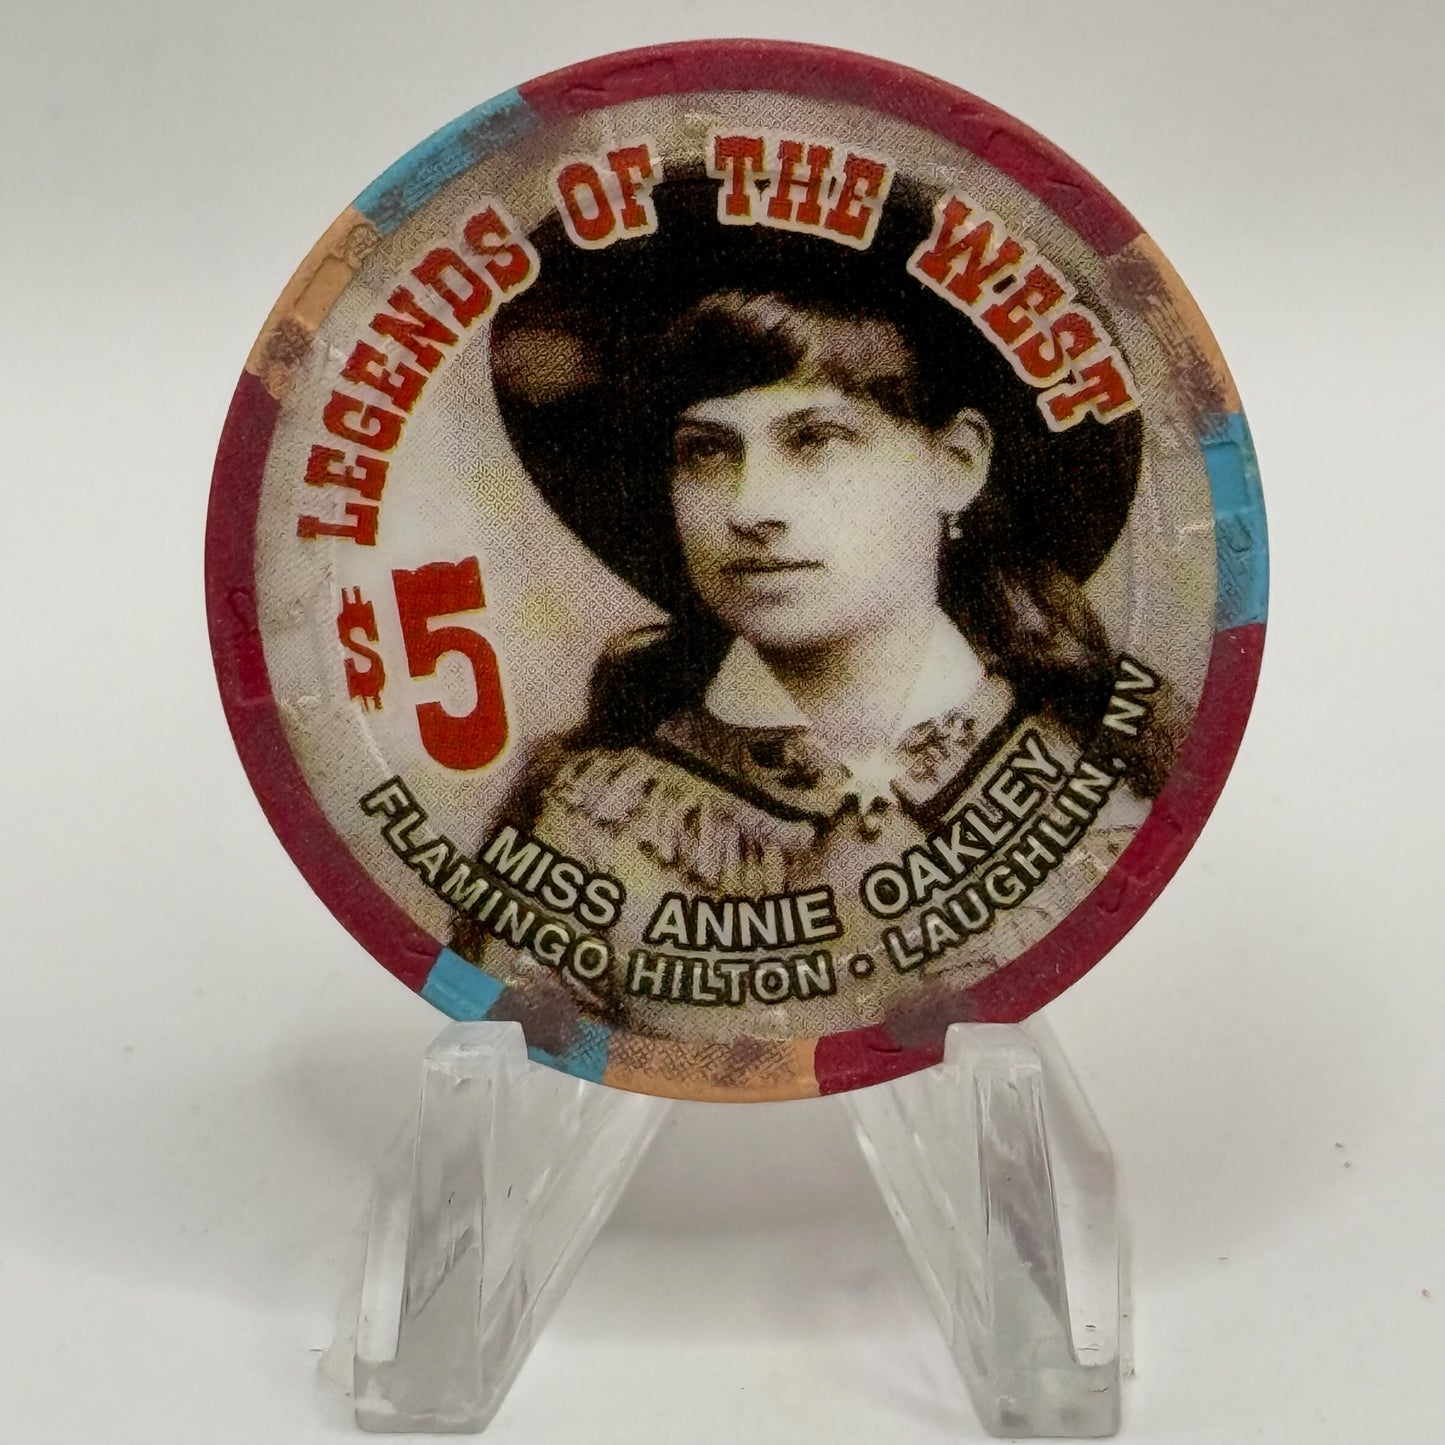 LEGENDS OF THE WEST
$5
MISS ANNIE OAKLEY,
FLAMINGO HILTON • LAUGHLIN, NV